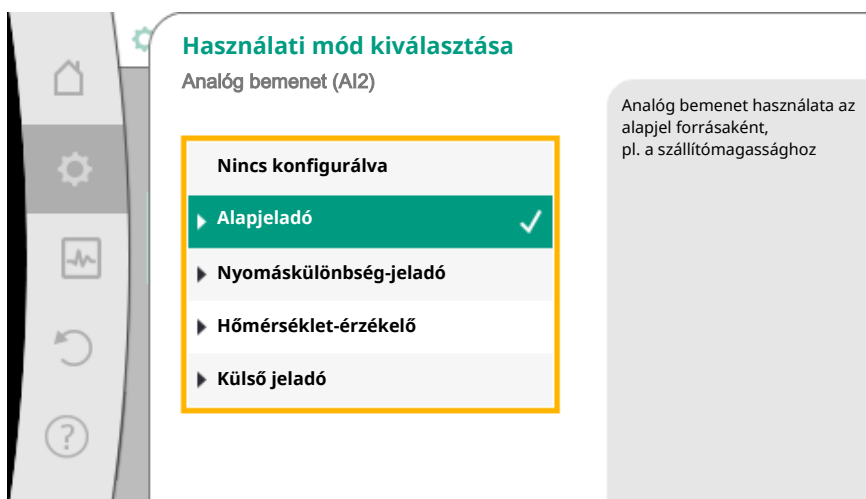 Használati mód kiválasztása
Analóg bemenet (AI2)
Nincs konfigurálva
Alapjeladó
Nyomáskülönbség-jeladó
Hőmérséklet-érzékelő
Külső jeladó
Analóg bemenet használata az
alapjel forrásaként,
pl. a szállítómagassághoz
?